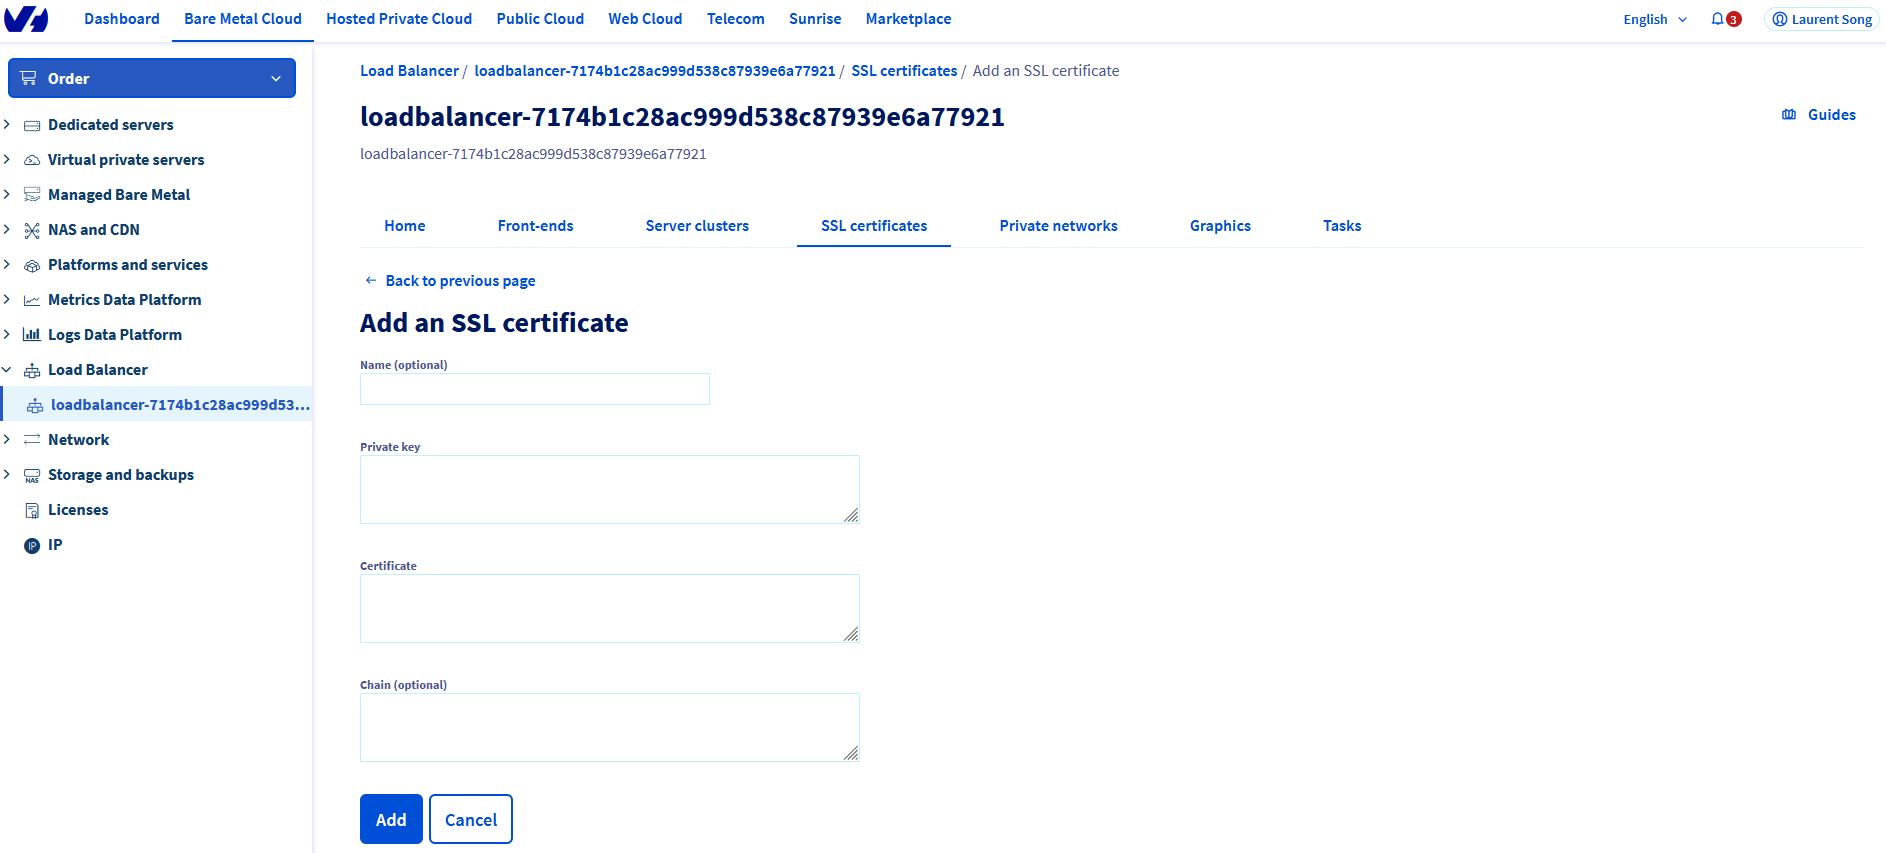 Dashboard Bare Metal Cloud Hosted Private Cloud Public Cloud Web Cloud Telecom Sunrise Marketplace English 3 Laurent Song
Order
Dedicated servers
Virtual private servers
Managed Bare Metal
NAS and CDN
Platforms and services
Metrics Data Platform
Logs Data Platform
Load Balancer
loadbalancer-7174b1c28ac999d53...
Network
NAS
Storage and backups
Licenses
IP IP
Load Balancer / loadbalancer-7174b1c28ac999d538c87939e6a77921 / SSL certificates / Add an SSL certificate
loadbalancer-7174b1c28ac999d538c87939e6a77921
Guides
loadbalancer-7174b1c28ac999d538c87939e6a77921
Home Front-ends Server clusters SSL certificates Private networks Graphics Tasks
← Back to previous page
Add an SSL certificate
Name (optional)
Private key
Certificate
Chain (optional)
Add Cancel